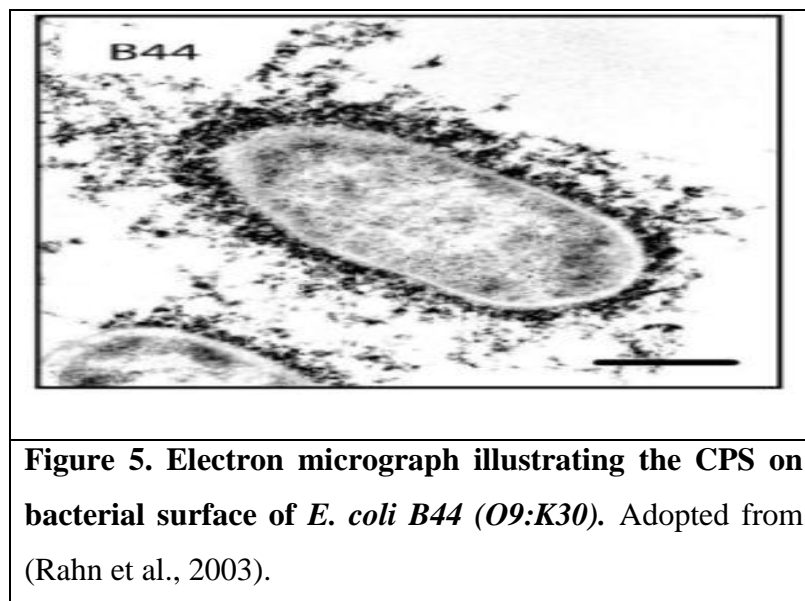 B44
Figure 5. Electron micrograph illustrating the CPS on
bacterial surface of E. coli B44 (O9:K30). Adopted from
(Rahn et al., 2003).